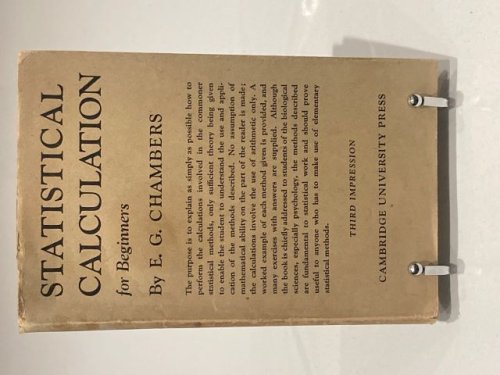 STATISTICAL
CALCULATION
for Beginners
By E. G. CHAMBERS
The purpose is to explain as simply as possible how to
perform the calculations involved in the commoner
statistical methods, only sufficient theory being given
to enable the student to understand the use and appli-
cation of the methods described. No assumption of
mathematical ability on the part of the reader is made;
the calculations involve the use of arithmetic only. A
worked example of each method given is provided, and
many exercises with answers are supplied. Although
the book is chiefly addressed to students of the biological
sciences, especially psychology, the methods described
are fundamental to statistical work and should prove
useful to anyone who has to make use of elementary
statistical methods.
THIRD IMPRESSION
CAMBRIDGE UNIVERSITY PRESS